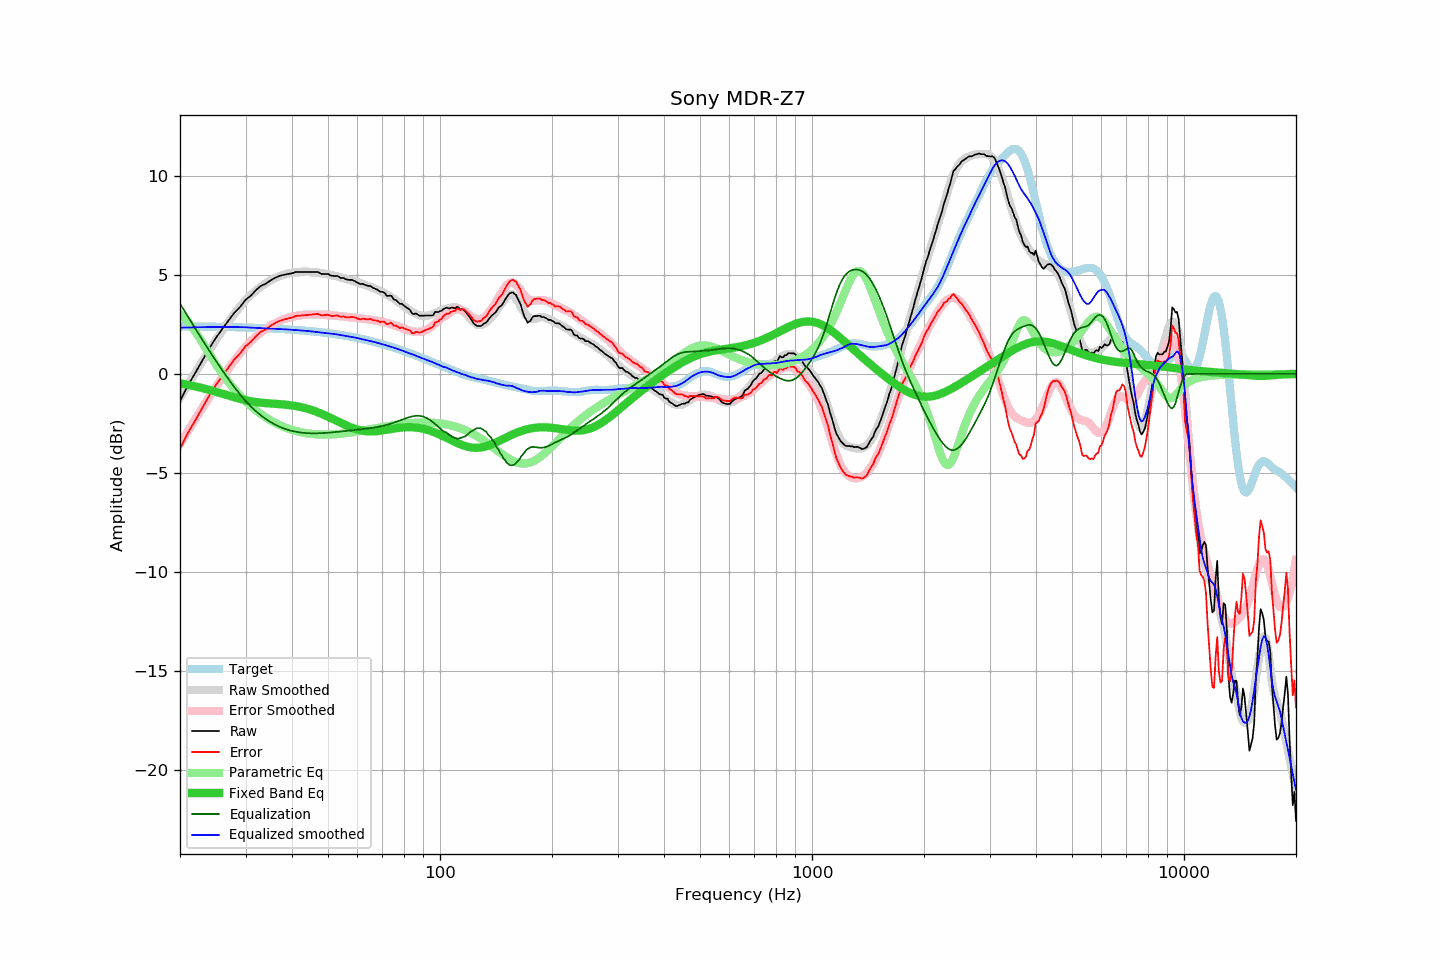 Sony MDR-Z7
10
5
0
−5
−10
−15
−20
Amplitude (dBr)
Target
Raw Smoothed
Error Smoothed
Raw
Error
Parametric Eq
Fixed Band Eq
Equalization
Equalized smoothed
100
1000
10000
Frequency (Hz)